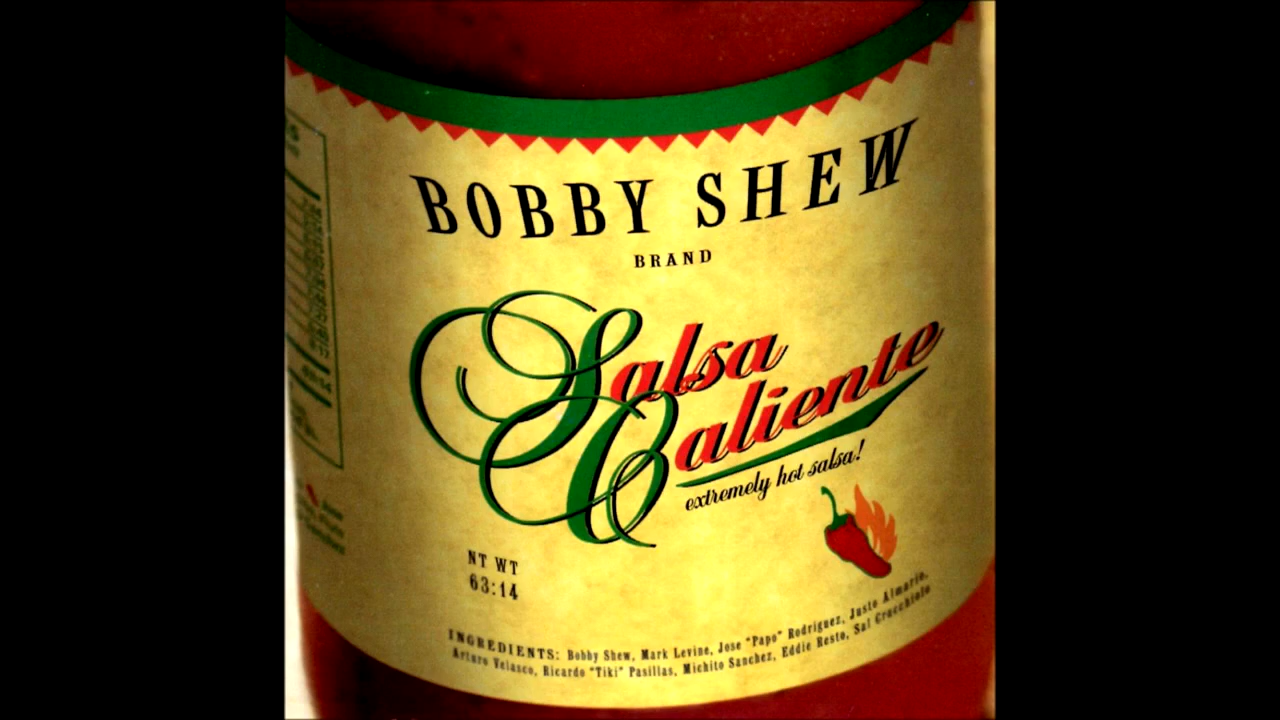 BOBBY SHEW
BRAND
Salsa
Caliente
extremely hot salsa!
NT WT
63:14
INGREDIENTS: Bobby Shew, Mark Levine, Jose "Papo" Rodriguez, Justo Almario,
Arturo Velasco, Ricardo "Tiki" Pasillas, Michito Sanchez, Eddie Resto, Sal Cracchiolo